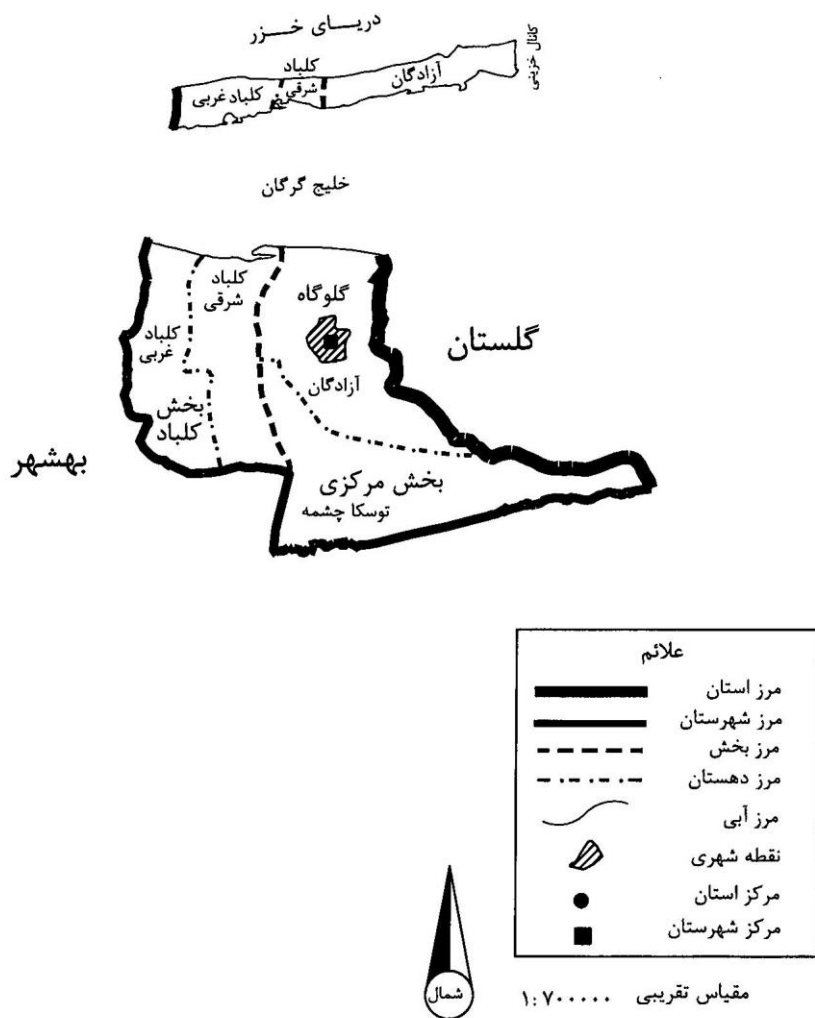 دریــــای خــــزر
کانال خزینی
آزادگان
کلباد
شرقی
کلباد غربی
خلیج گرگان
کلباد
شرقی
گلوگاه
کلباد
غربی
گلستان
آزادگان
بخش
کلباد
بهشهر
بخش مرکزی
توسکا چشمه
علائم
مرز استان
مرز شهرستان
مرز بخش
مرز دهستان
مرز آبی
نقطه شهری
مرکز استان
مرکز شهرستان
شمال
مقیاس تقریبی ۱:۷۰۰۰۰۰